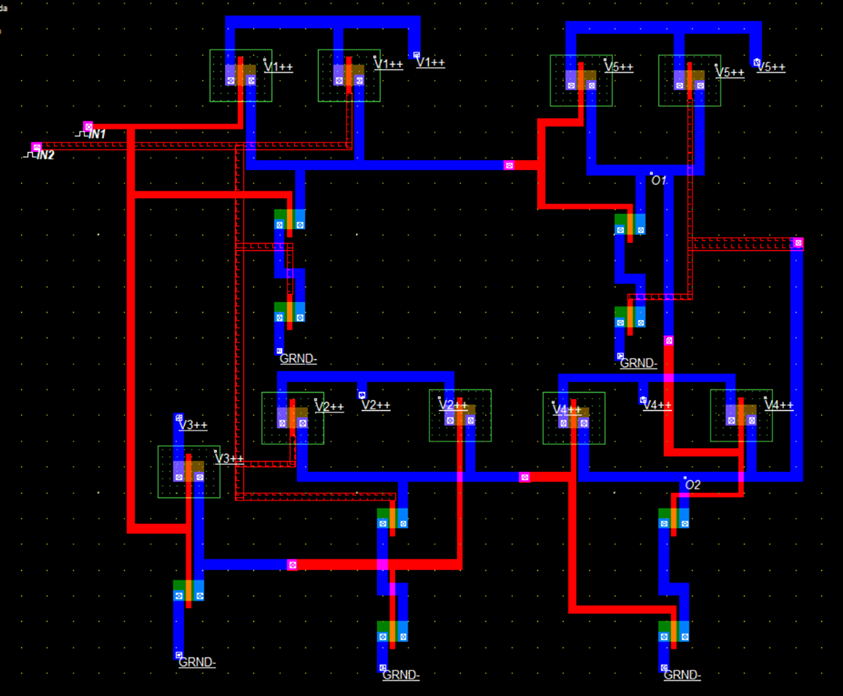 da
V1++ V1++ V1++
V5++ V5++ V5++
IN1
IN2
O1
GRND-
GRND-
V2++ V2++ V2++
V4++ V4++ V4++
V3++
V3++
O2
GRND-
GRND-
GRND-